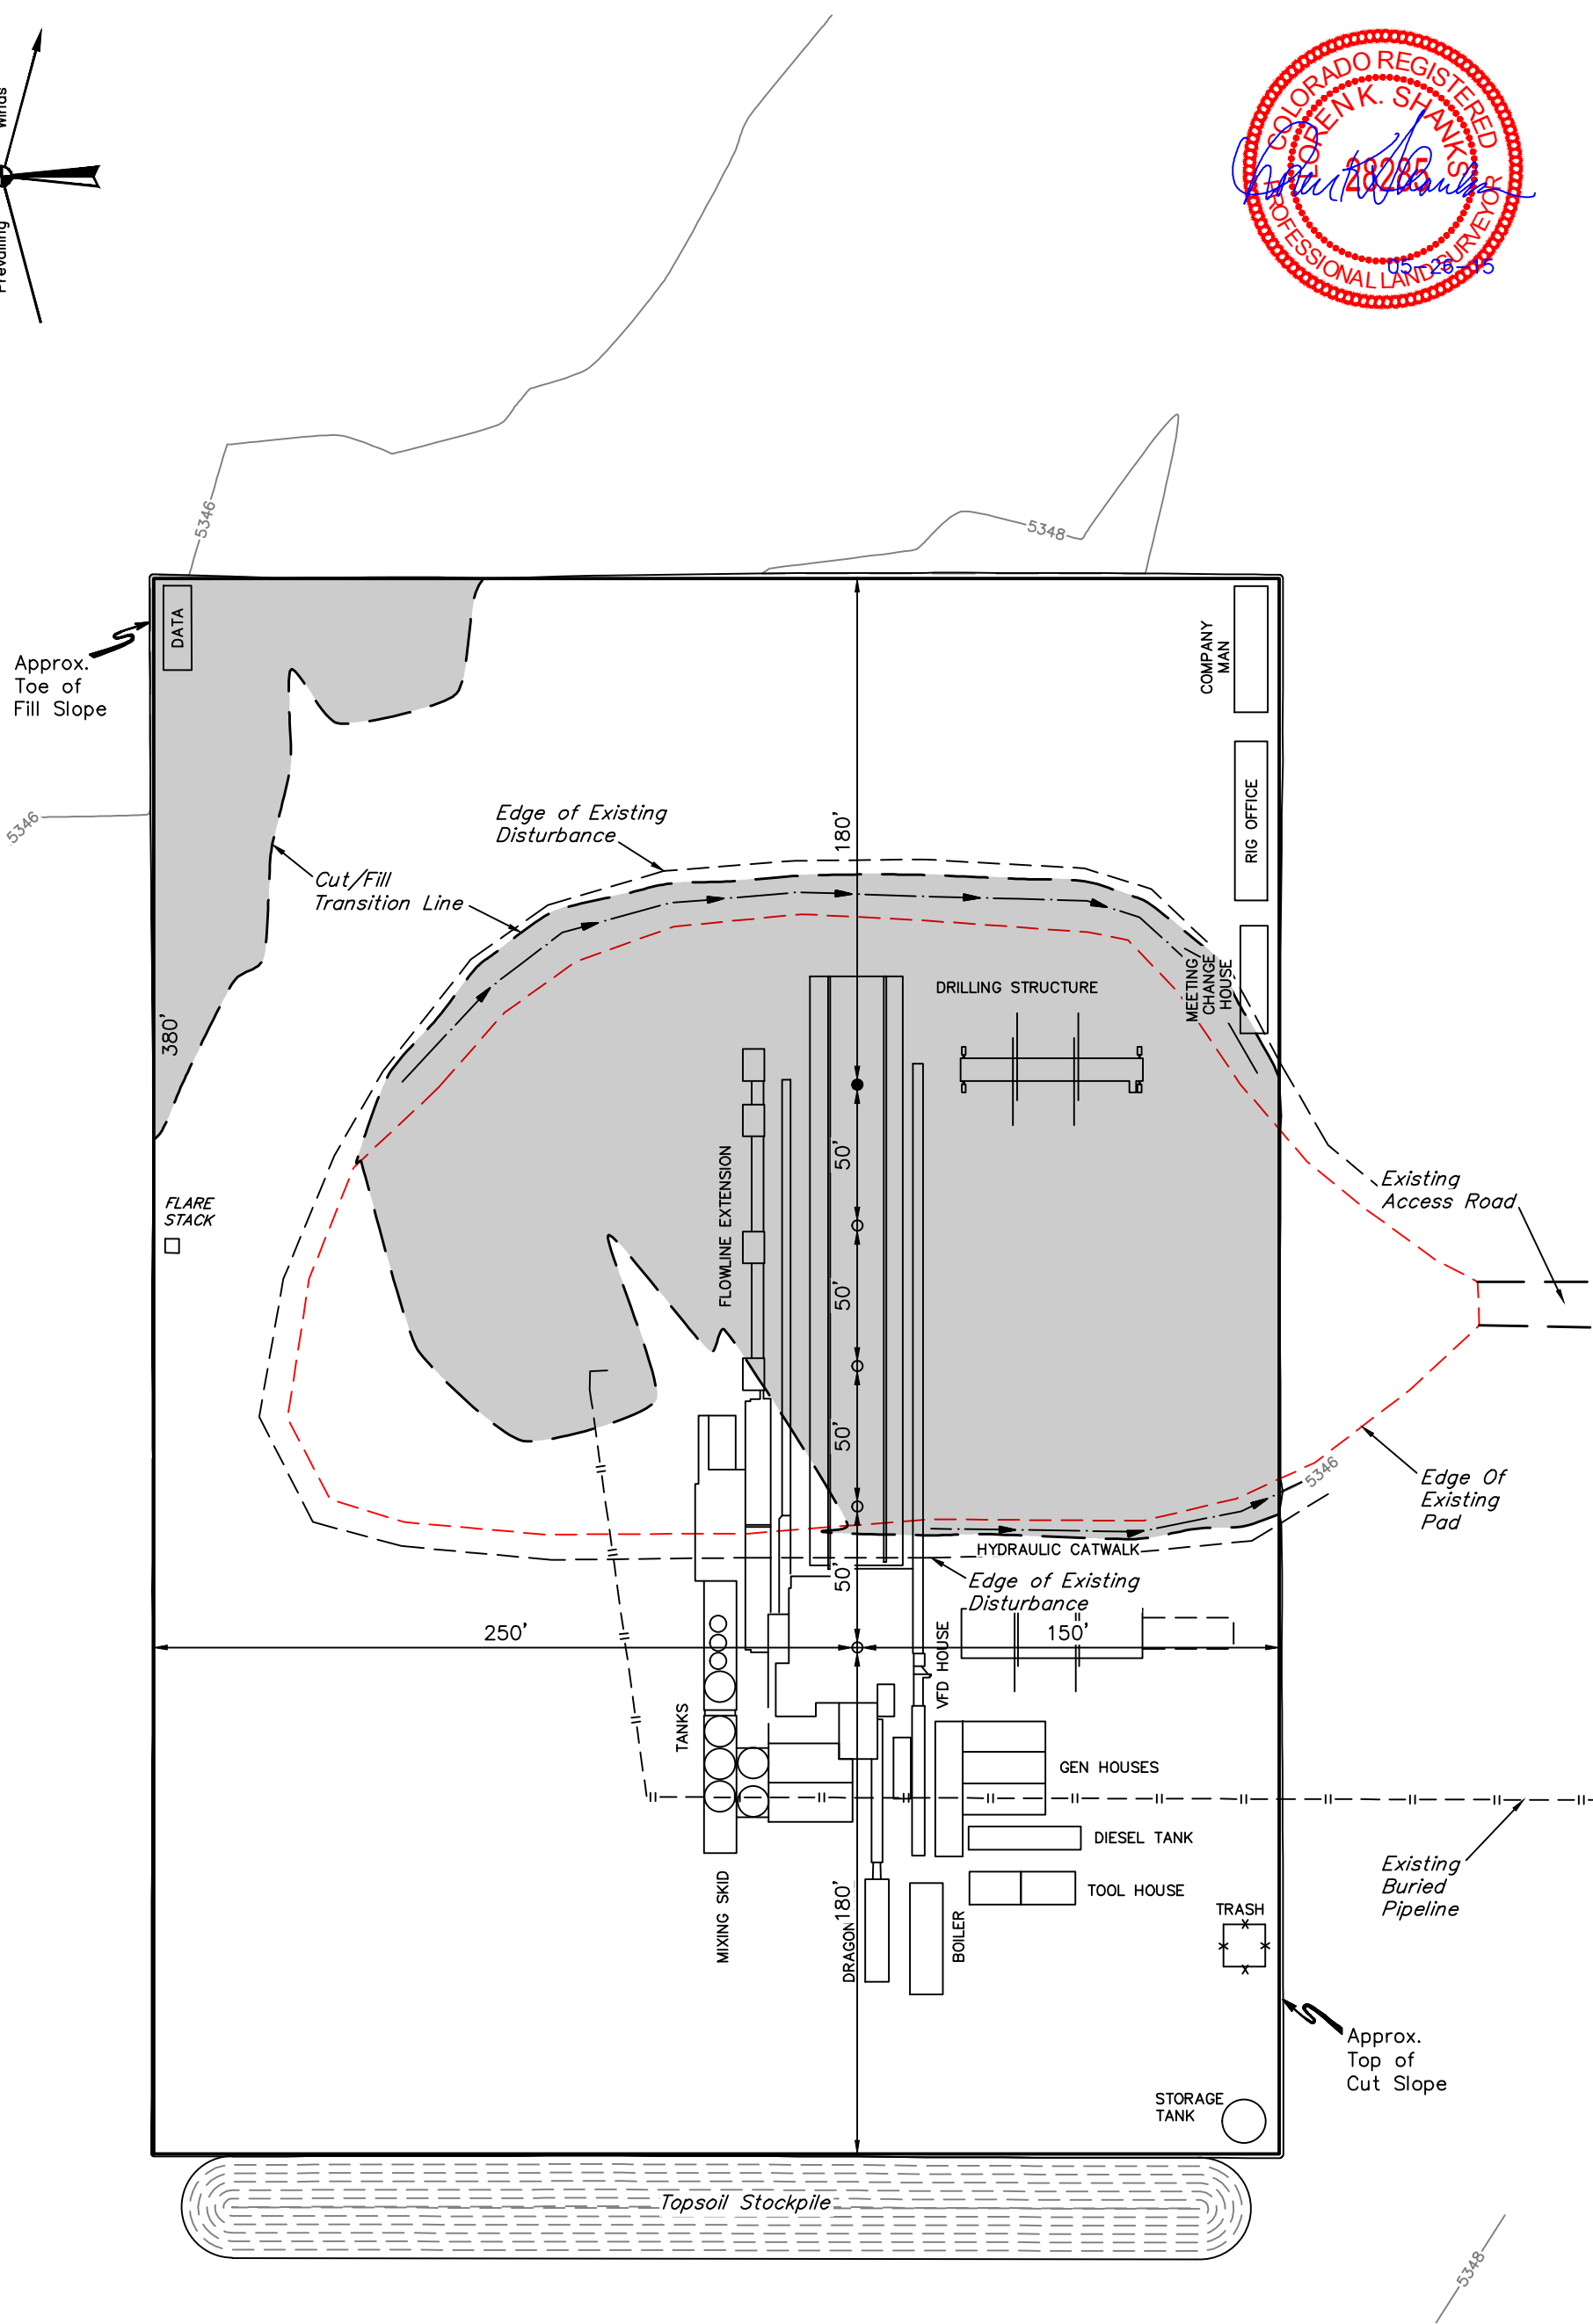 Winds
Prevailing
COLORADO REGISTERED
LOREN K. SHANKS
28285
PROFESSIONAL LAND SURVEYOR
05-26-15
5346
5348
DATA
Approx.
Toe of
Fill Slope
COMPANY
MAN
5346
Edge of Existing
Disturbance
180'
RIG OFFICE
Cut/Fill
Transition Line
MEETING
CHANGE
HOUSE
DRILLING STRUCTURE
380'
FLOWLINE EXTENSION
50'
Existing
Access Road
FLARE
STACK
50'
50'
5346
Edge Of
Existing
Pad
HYDRAULIC CATWALK
50'
Edge of Existing
Disturbance
250'
150'
VFD HOUSE
TANKS
GEN HOUSES
DIESEL TANK
Existing
Buried
Pipeline
TOOL HOUSE
MIXING SKID
DRAGON
180'
BOILER
TRASH
Approx.
Top of
Cut Slope
STORAGE
TANK
Topsoil Stockpile
5348